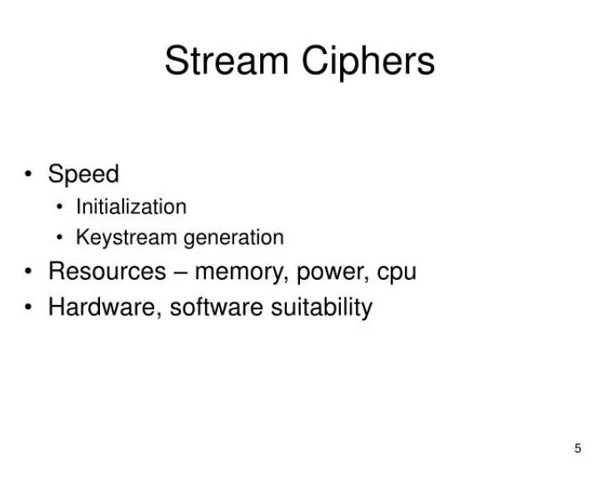 Stream Ciphers
• Speed
• Initialization
• Keystream generation
• Resources – memory, power, cpu
• Hardware, software suitability
5